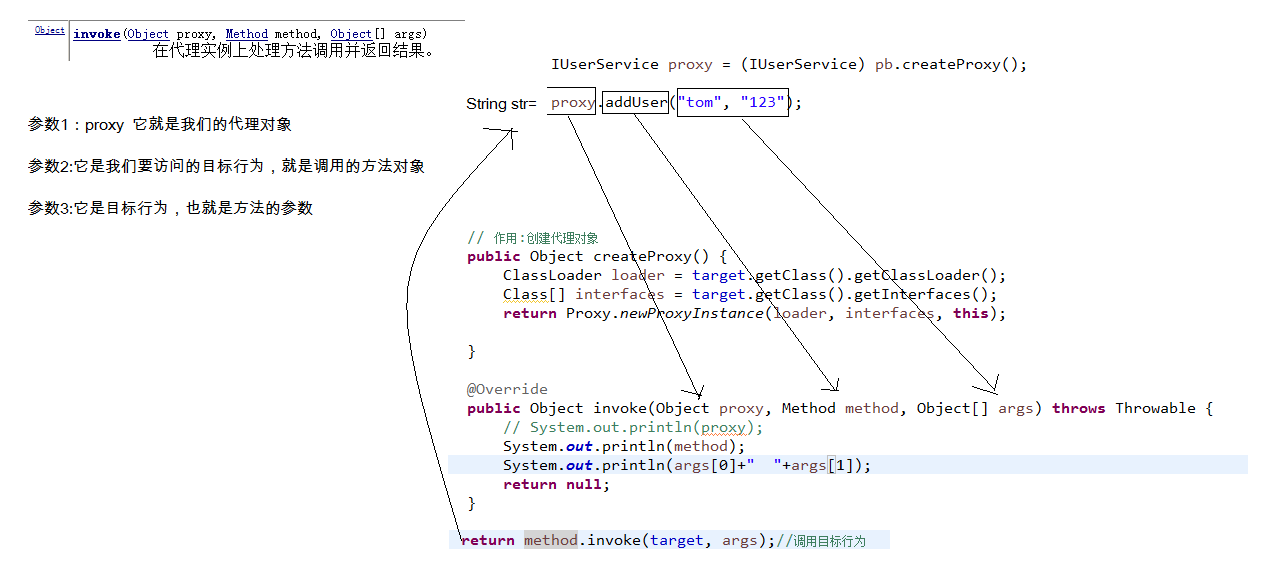 Object invoke(Object proxy, Method method, Object[] args)
在代理实例上处理方法调用并返回结果。
IUserService proxy = (IUserService) pb.createProxy();
String str= proxy.addUser("tom", "123");
参数1：proxy 它就是我们的代理对象
参数2:它是我们要访问的目标行为，就是调用的方法对象
参数3:它是目标行为，也就是方法的参数
// 作用:创建代理对象
public Object createProxy() {
ClassLoader loader = target.getClass().getClassLoader();
Class[] interfaces = target.getClass().getInterfaces();
return Proxy.newProxyInstance(loader, interfaces, this);
}
@Override
public Object invoke(Object proxy, Method method, Object[] args) throws Throwable {
// System.out.println(proxy);
System.out.println(method);
System.out.println(args[0]+"  "+args[1]);
return null;
}
return method.invoke(target, args);//调用目标行为